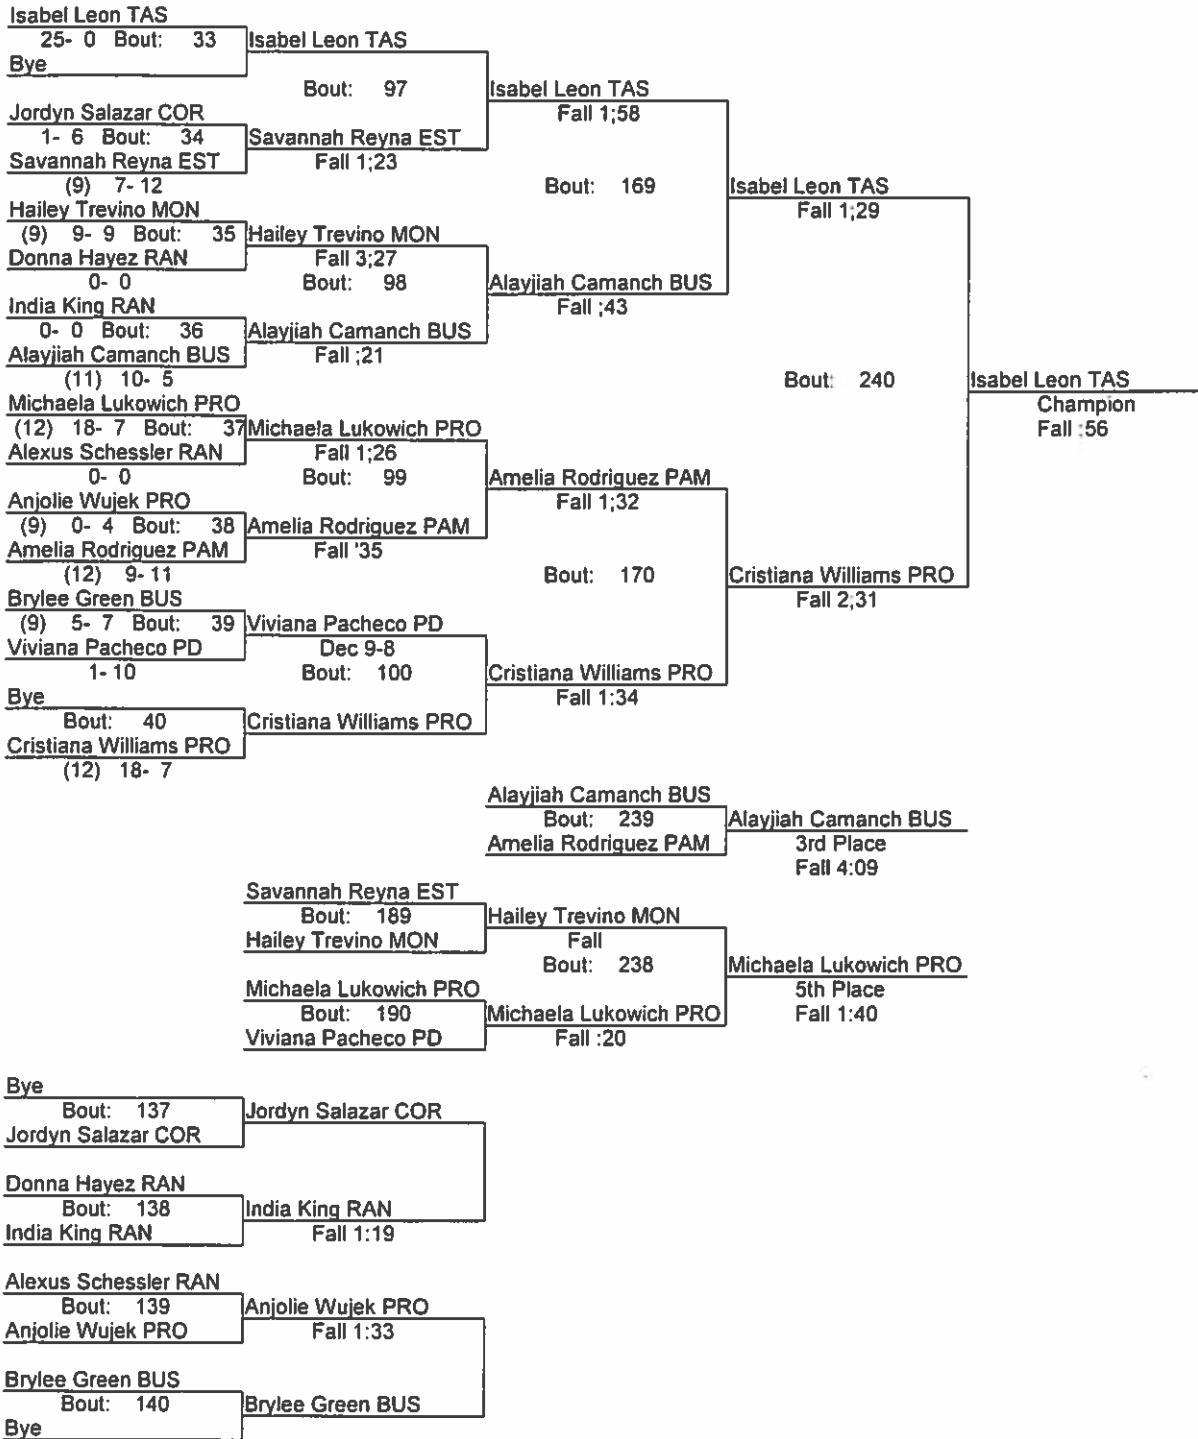 Isabel Leon TAS
25- 0 Bout: 33
Isabel Leon TAS
Bye
Bout: 97
Isabel Leon TAS
Fall 1;58
Jordyn Salazar COR
1- 6 Bout: 34
Savannah Reyna EST
Savannah Reyna EST
Fall 1;23
(9) 7- 12
Bout: 169
Isabel Leon TAS
Fall 1;29
Hailey Trevino MON
(9) 9- 9 Bout: 35
Hailey Trevino MON
Donna Hayez RAN
Fall 3;27
0- 0
Bout: 98
Alayjiah Camanch BUS
Fall ;43
India King RAN
0- 0 Bout: 36
Alayjiah Camanch BUS
Alayjiah Camanch BUS
Fall ;21
(11) 10- 5
Bout: 240
Isabel Leon TAS
Champion
Fall :56
Michaela Lukowich PRO
(12) 18- 7 Bout: 37
Michaela Lukowich PRO
Alexus Schessler RAN
Fall 1;26
0- 0
Bout: 99
Amelia Rodriguez PAM
Fall 1;32
Anjolie Wujek PRO
(9) 0- 4 Bout: 38
Amelia Rodriguez PAM
Amelia Rodriguez PAM
Fall '35
(12) 9- 11
Bout: 170
Cristiana Williams PRO
Fall 2;31
Brylee Green BUS
(9) 5- 7 Bout: 39
Viviana Pacheco PD
Viviana Pacheco PD
Dec 9-8
1- 10
Bout: 100
Cristiana Williams PRO
Fall 1:34
Bye
Bout: 40
Cristiana Williams PRO
Cristiana Williams PRO
(12) 18- 7
Alayjiah Camanch BUS
Bout: 239
Alayjiah Camanch BUS
Amelia Rodriguez PAM
3rd Place
Fall 4:09
Savannah Reyna EST
Bout: 189
Hailey Trevino MON
Hailey Trevino MON
Fall
Bout: 238
Michaela Lukowich PRO
5th Place
Fall 1:40
Michaela Lukowich PRO
Bout: 190
Michaela Lukowich PRO
Viviana Pacheco PD
Fall :20
Bye
Bout: 137
Jordyn Salazar COR
Jordyn Salazar COR
Donna Hayez RAN
Bout: 138
India King RAN
India King RAN
Fall 1:19
Alexus Schessler RAN
Bout: 139
Anjolie Wujek PRO
Anjolie Wujek PRO
Fall 1:33
Brylee Green BUS
Bout: 140
Brylee Green BUS
Bye